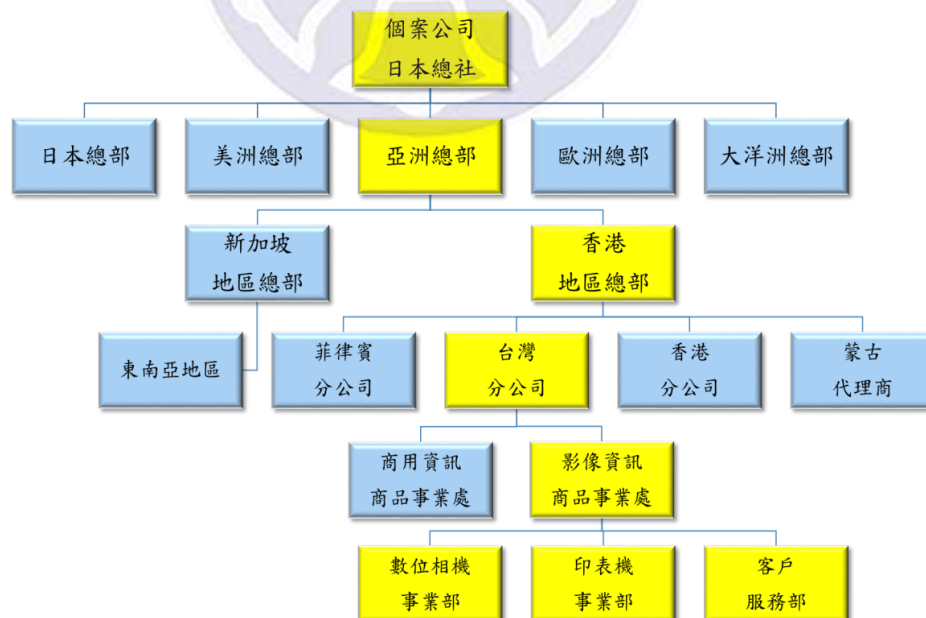 個案公司
日本總社
日本總部
美洲總部
亞洲總部
歐洲總部
大洋洲總部
新加坡
地區總部
香港
地區總部
東南亞地區
菲律賓
分公司
台灣
分公司
香港
分公司
蒙古
代理商
商用資訊
商品事業處
影像資訊
商品事業處
數位相機
事業部
印表機
事業部
客戶
服務部